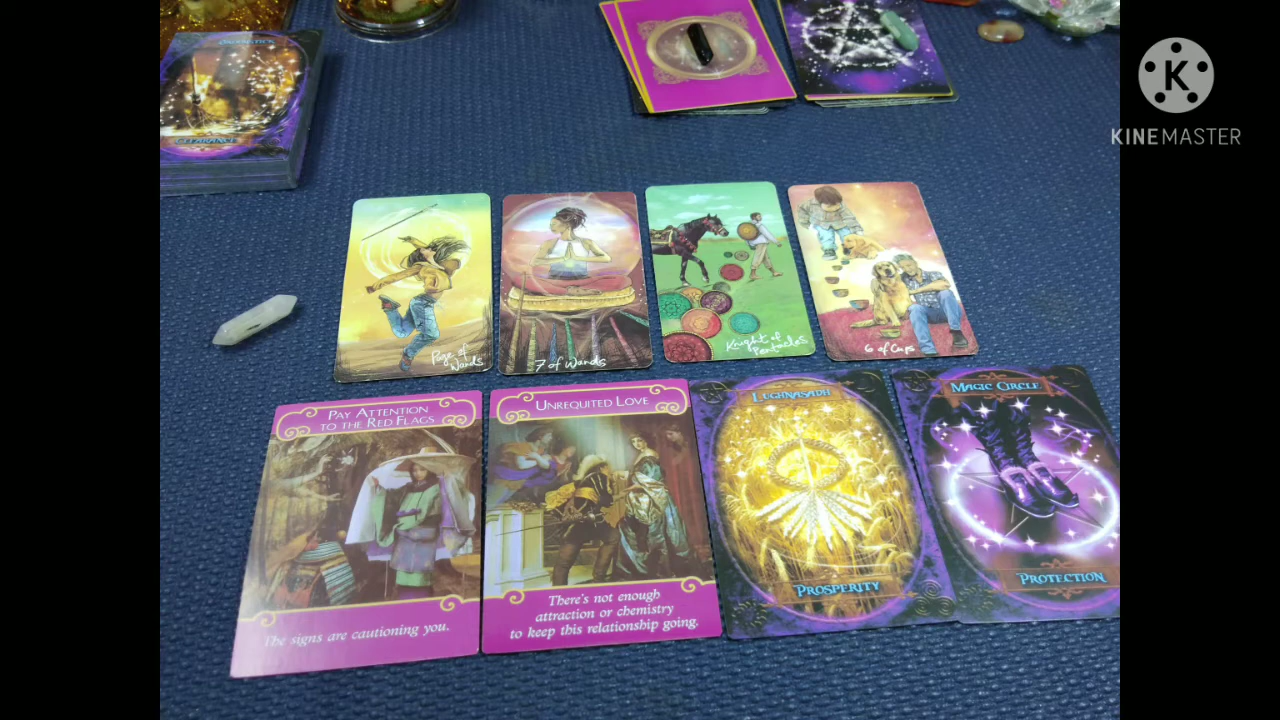 BROOMSTICK
CLEARANCE
K
KINEMASTER
Page of
Wands
7 of Wands
Knight of
Pentacles
6 of Cups
PAY ATTENTION
TO THE RED FLAGS
The signs are cautioning you.
UNREQUITED LOVE
There's not enough
attraction or chemistry
to keep this relationship going.
LUGHNASADH
PROSPERITY
MAGIC CIRCLE
PROTECTION